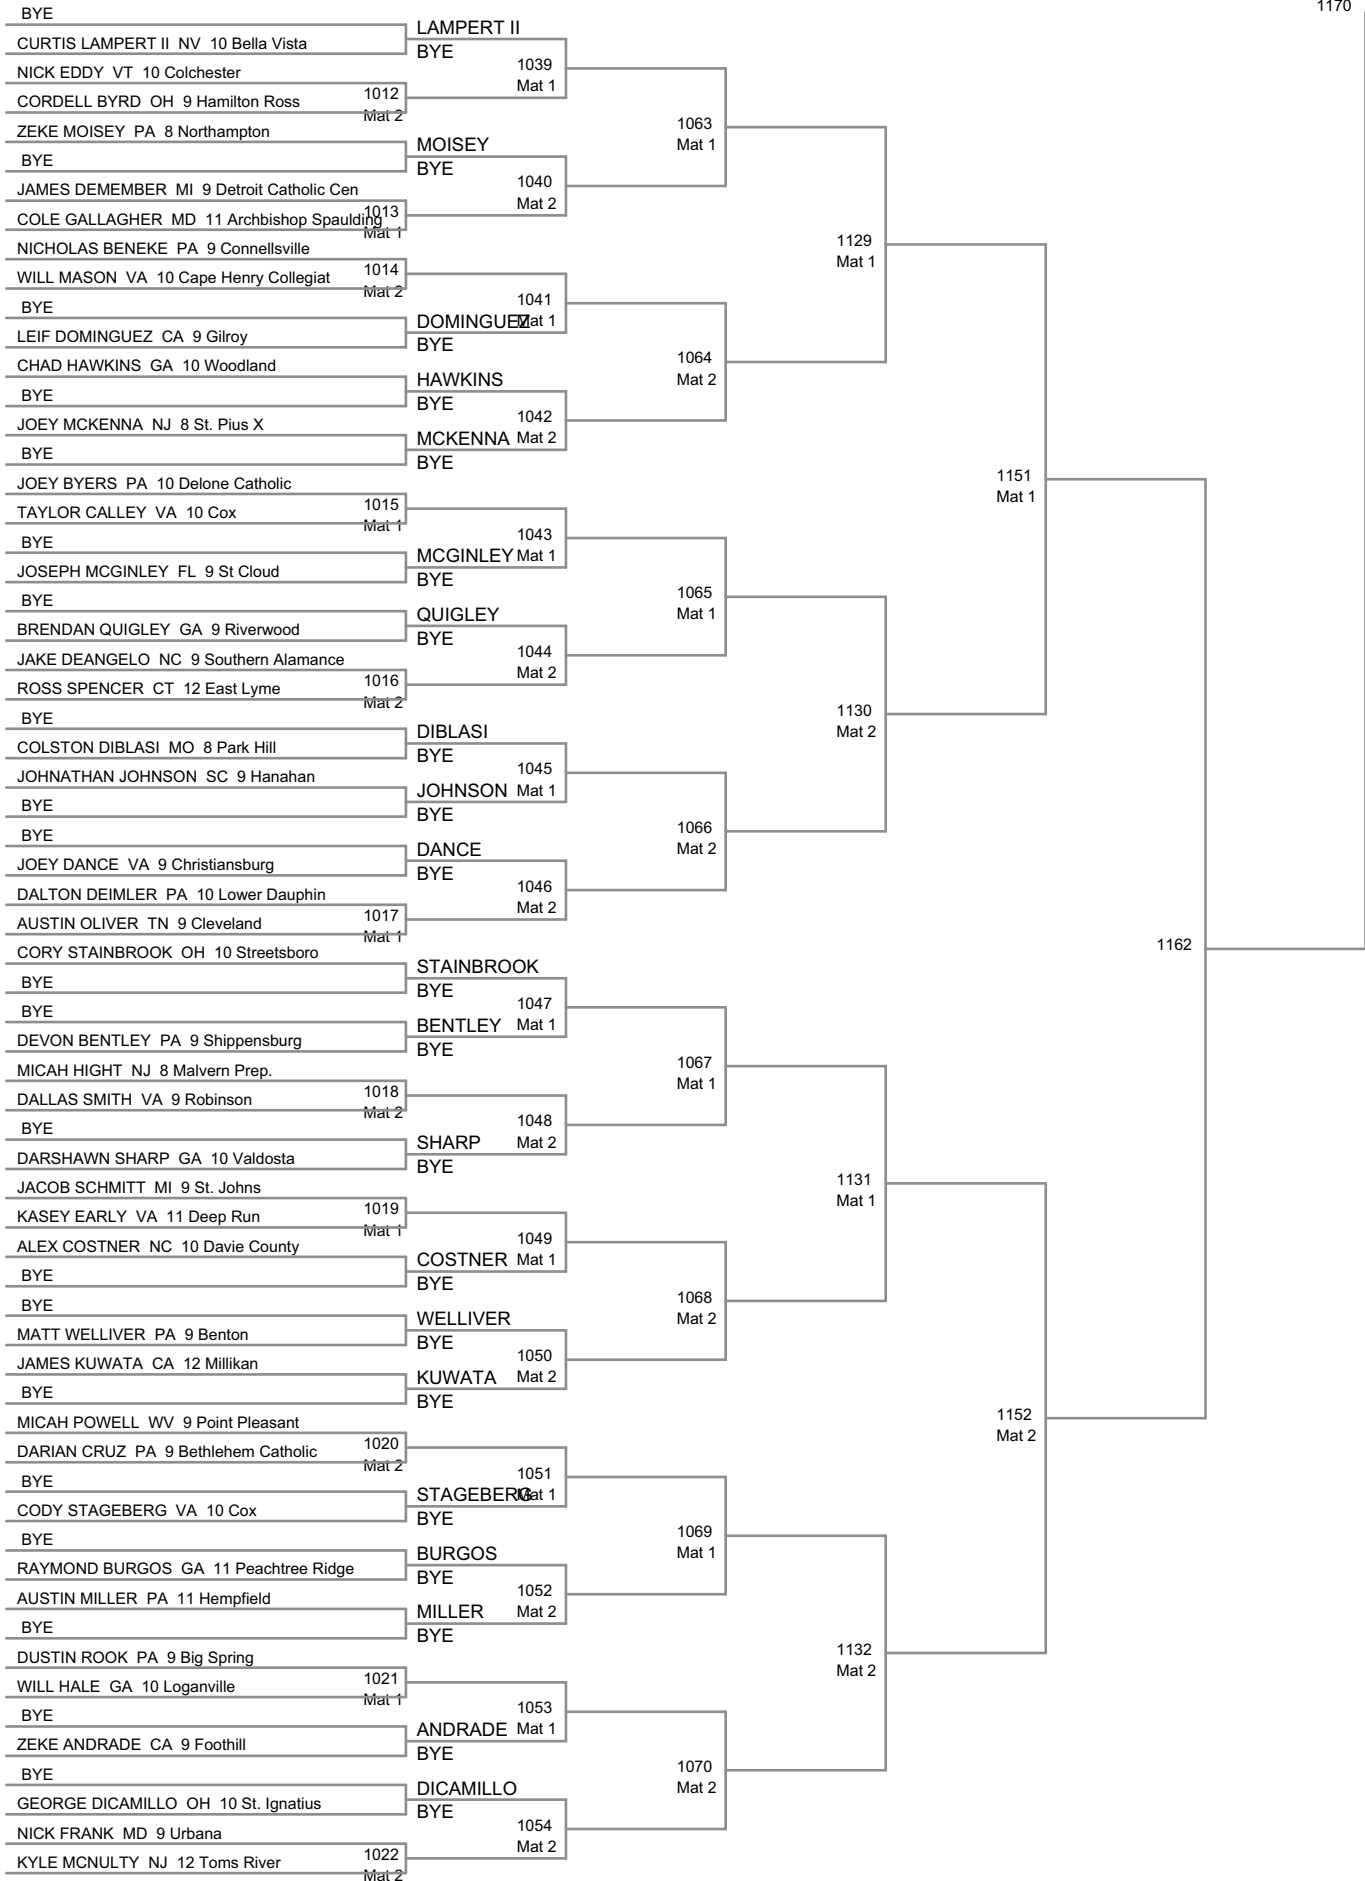 1170
BYE
LAMPERT II
CURTIS LAMPERT II NV 10 Bella Vista
BYE
1039
Mat 1
NICK EDDY VT 10 Colchester
1012
Mat 2
CORDELL BYRD OH 9 Hamilton Ross
1063
Mat 1
ZEKE MOISEY PA 8 Northampton
MOISEY
BYE
BYE
1040
Mat 2
JAMES DEMEMBER MI 9 Detroit Catholic Cen
1013
Mat 1
COLE GALLAGHER MD 11 Archbishop Spaulding
1129
Mat 1
NICHOLAS BENEKE PA 9 Connellsville
1014
Mat 2
WILL MASON VA 10 Cape Henry Collegiat
1041
Mat 1
BYE
DOMINGUEZ
LEIF DOMINGUEZ CA 9 Gilroy
BYE
1064
Mat 2
CHAD HAWKINS GA 10 Woodland
HAWKINS
BYE
BYE
1042
Mat 2
JOEY MCKENNA NJ 8 St. Pius X
MCKENNA
BYE
BYE
1151
Mat 1
JOEY BYERS PA 10 Delone Catholic
1015
Mat 1
TAYLOR CALLEY VA 10 Cox
1043
Mat 1
BYE
MCGINLEY
JOSEPH MCGINLEY FL 9 St Cloud
BYE
1065
Mat 1
BYE
QUIGLEY
BRENDAN QUIGLEY GA 9 Riverwood
BYE
1044
Mat 2
JAKE DEANGELO NC 9 Southern Alamance
1016
Mat 2
ROSS SPENCER CT 12 East Lyme
1130
Mat 2
BYE
DIBLASI
COLSTON DIBLASI MO 8 Park Hill
BYE
1045
Mat 1
JOHNATHAN JOHNSON SC 9 Hanahan
JOHNSON
BYE
BYE
1066
Mat 2
BYE
DANCE
JOEY DANCE VA 9 Christiansburg
BYE
1046
Mat 2
DALTON DEIMLER PA 10 Lower Dauphin
1017
Mat 1
AUSTIN OLIVER TN 9 Cleveland
1162
CORY STAINBROOK OH 10 Streetsboro
STAINBROOK
BYE
BYE
1047
Mat 1
BYE
BENTLEY
DEVON BENTLEY PA 9 Shippensburg
BYE
1067
Mat 1
MICAH HIGHT NJ 8 Malvern Prep.
1018
Mat 2
DALLAS SMITH VA 9 Robinson
1048
Mat 2
BYE
SHARP
DARSHAWN SHARP GA 10 Valdosta
BYE
1131
Mat 1
JACOB SCHMITT MI 9 St. Johns
1019
Mat 1
KASEY EARLY VA 11 Deep Run
1049
Mat 1
ALEX COSTNER NC 10 Davie County
COSTNER
BYE
BYE
1068
Mat 2
BYE
WELLIVER
MATT WELLIVER PA 9 Benton
BYE
1050
Mat 2
JAMES KUWATA CA 12 Millikan
KUWATA
BYE
BYE
1152
Mat 2
MICAH POWELL WV 9 Point Pleasant
1020
Mat 2
DARIAN CRUZ PA 9 Bethlehem Catholic
1051
Mat 1
BYE
STAGEBERG
CODY STAGEBERG VA 10 Cox
BYE
1069
Mat 1
BYE
BURGOS
RAYMOND BURGOS GA 11 Peachtree Ridge
BYE
1052
Mat 2
AUSTIN MILLER PA 11 Hempfield
MILLER
BYE
BYE
1132
Mat 2
DUSTIN ROOK PA 9 Big Spring
1021
Mat 1
WILL HALE GA 10 Loganville
1053
Mat 1
BYE
ANDRADE
ZEKE ANDRADE CA 9 Foothill
BYE
1070
Mat 2
BYE
DICAMILLO
GEORGE DICAMILLO OH 10 St. Ignatius
BYE
1054
Mat 2
NICK FRANK MD 9 Urbana
1022
Mat 2
KYLE MCNULTY NJ 12 Toms River